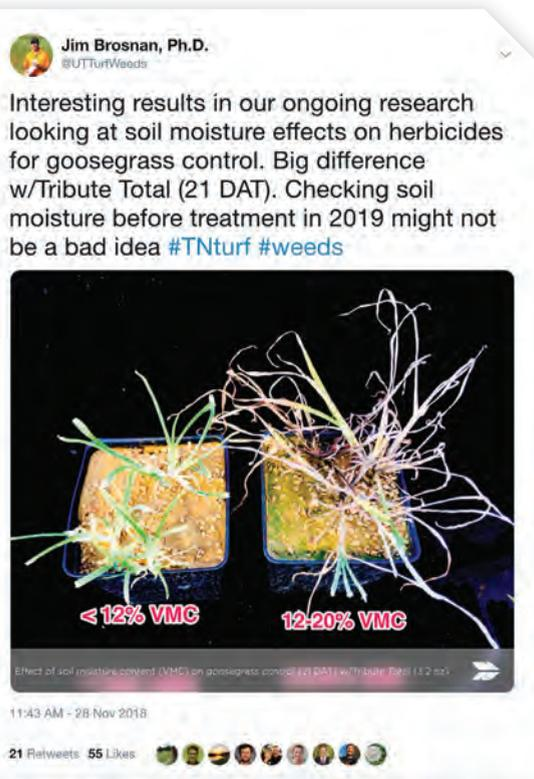 Jim Brosnan, Ph.D.
@UTTurfWeeds
Interesting results in our ongoing research
looking at soil moisture effects on herbicides
for goosegrass control. Big difference
w/Tribute Total (21 DAT). Checking soil
moisture before treatment in 2019 might not
be a bad idea #TNturf #weeds
< 12% VMC
12-20% VMC
Effect of soil moisture content (VMC) on goosegrass control (21 DAT) w/Tribute Total (3.2 oz)
11:43 AM - 28 Nov 2018
21 Retweets 55 Likes